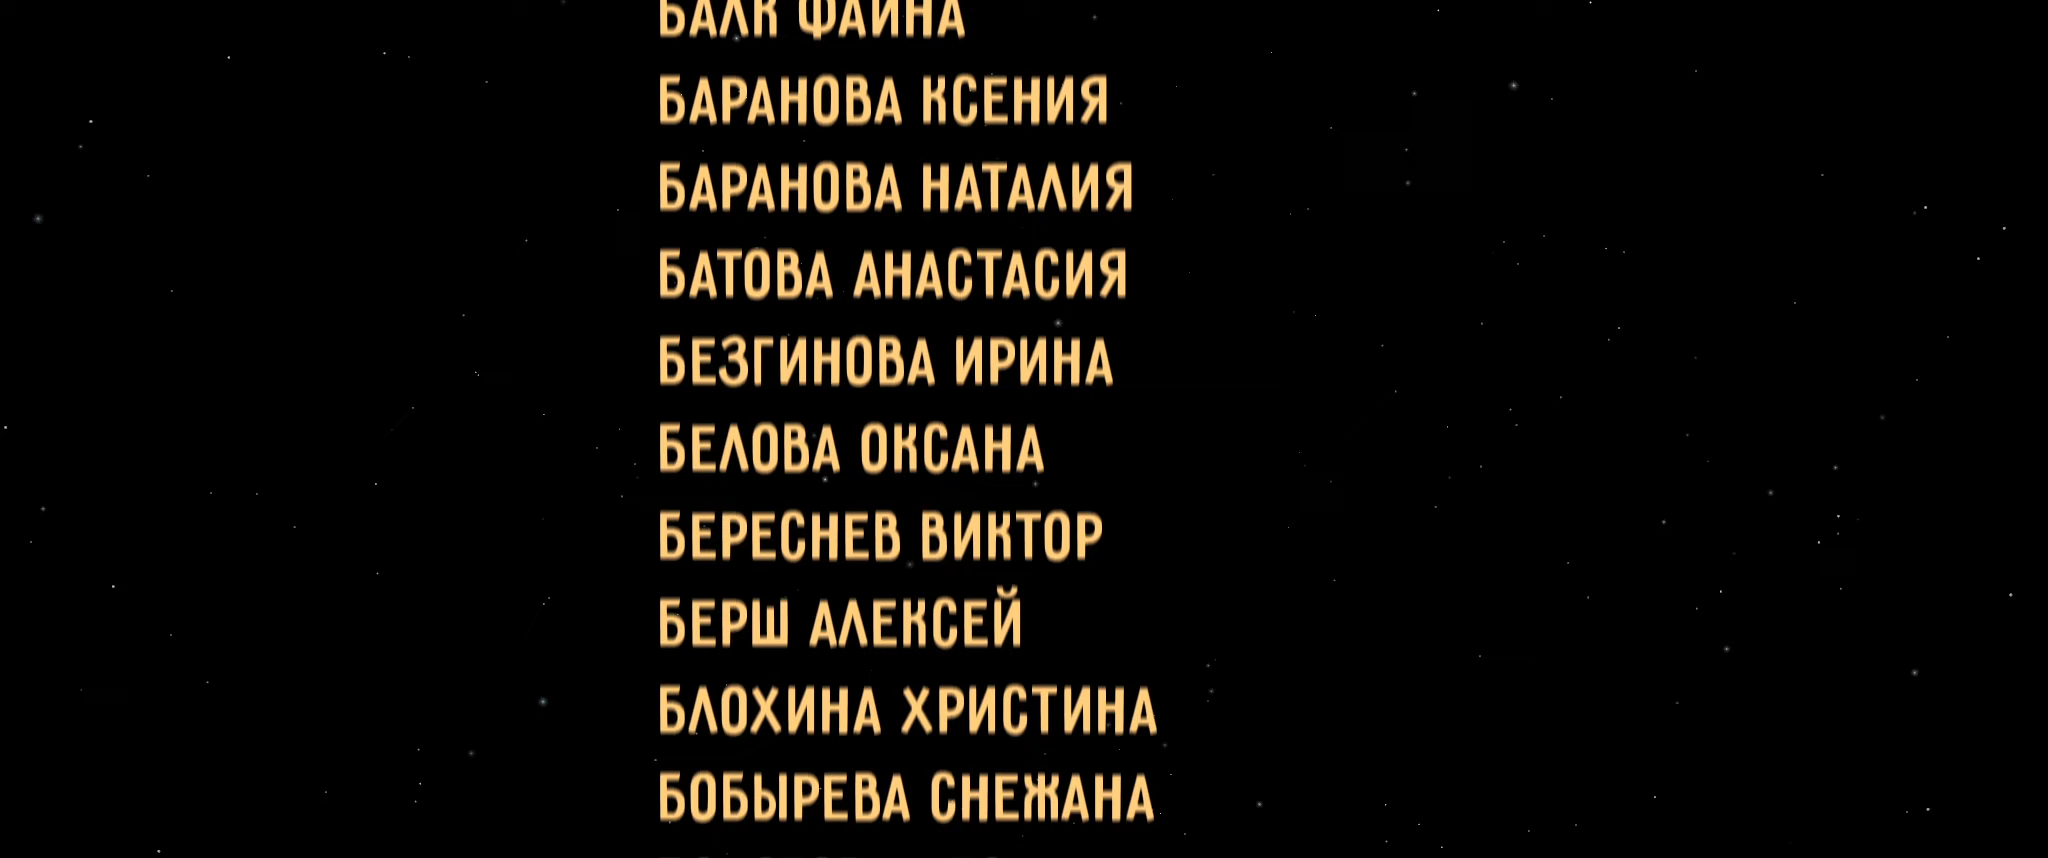 БАЛК ФАИНА
БАРАНОВА КСЕНИЯ
БАРАНОВА НАТАЛИЯ
БАТОВА АНАСТАСИЯ
БЕЗГИНОВА ИРИНА
БЕЛОВА ОКСАНА
БЕРЕСНЕВ ВИКТОР
БЕРШ АЛЕКСЕЙ
БЛОХИНА ХРИСТИНА
БОБЫРЕВА СНЕЖАНА